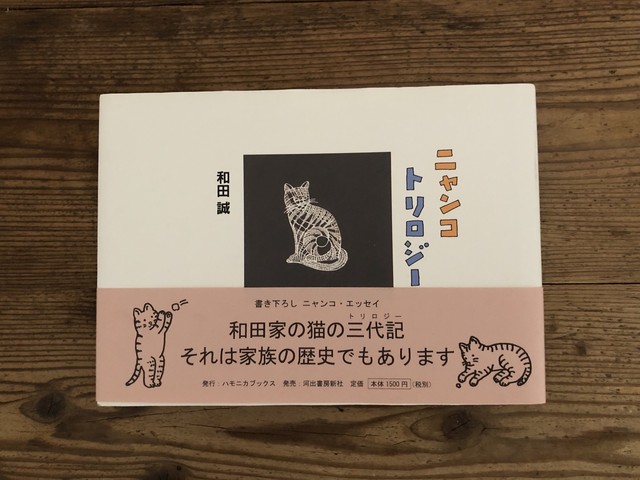 ニャンコ
トリロジー
和田 誠
書き下ろし ニャンコ・エッセイ
和田家の猫の三代記
トリロジー
それは家族の歴史でもあります
発行:ハモニカブックス 発売:河出書房新社 定価 本体1500円(税別)